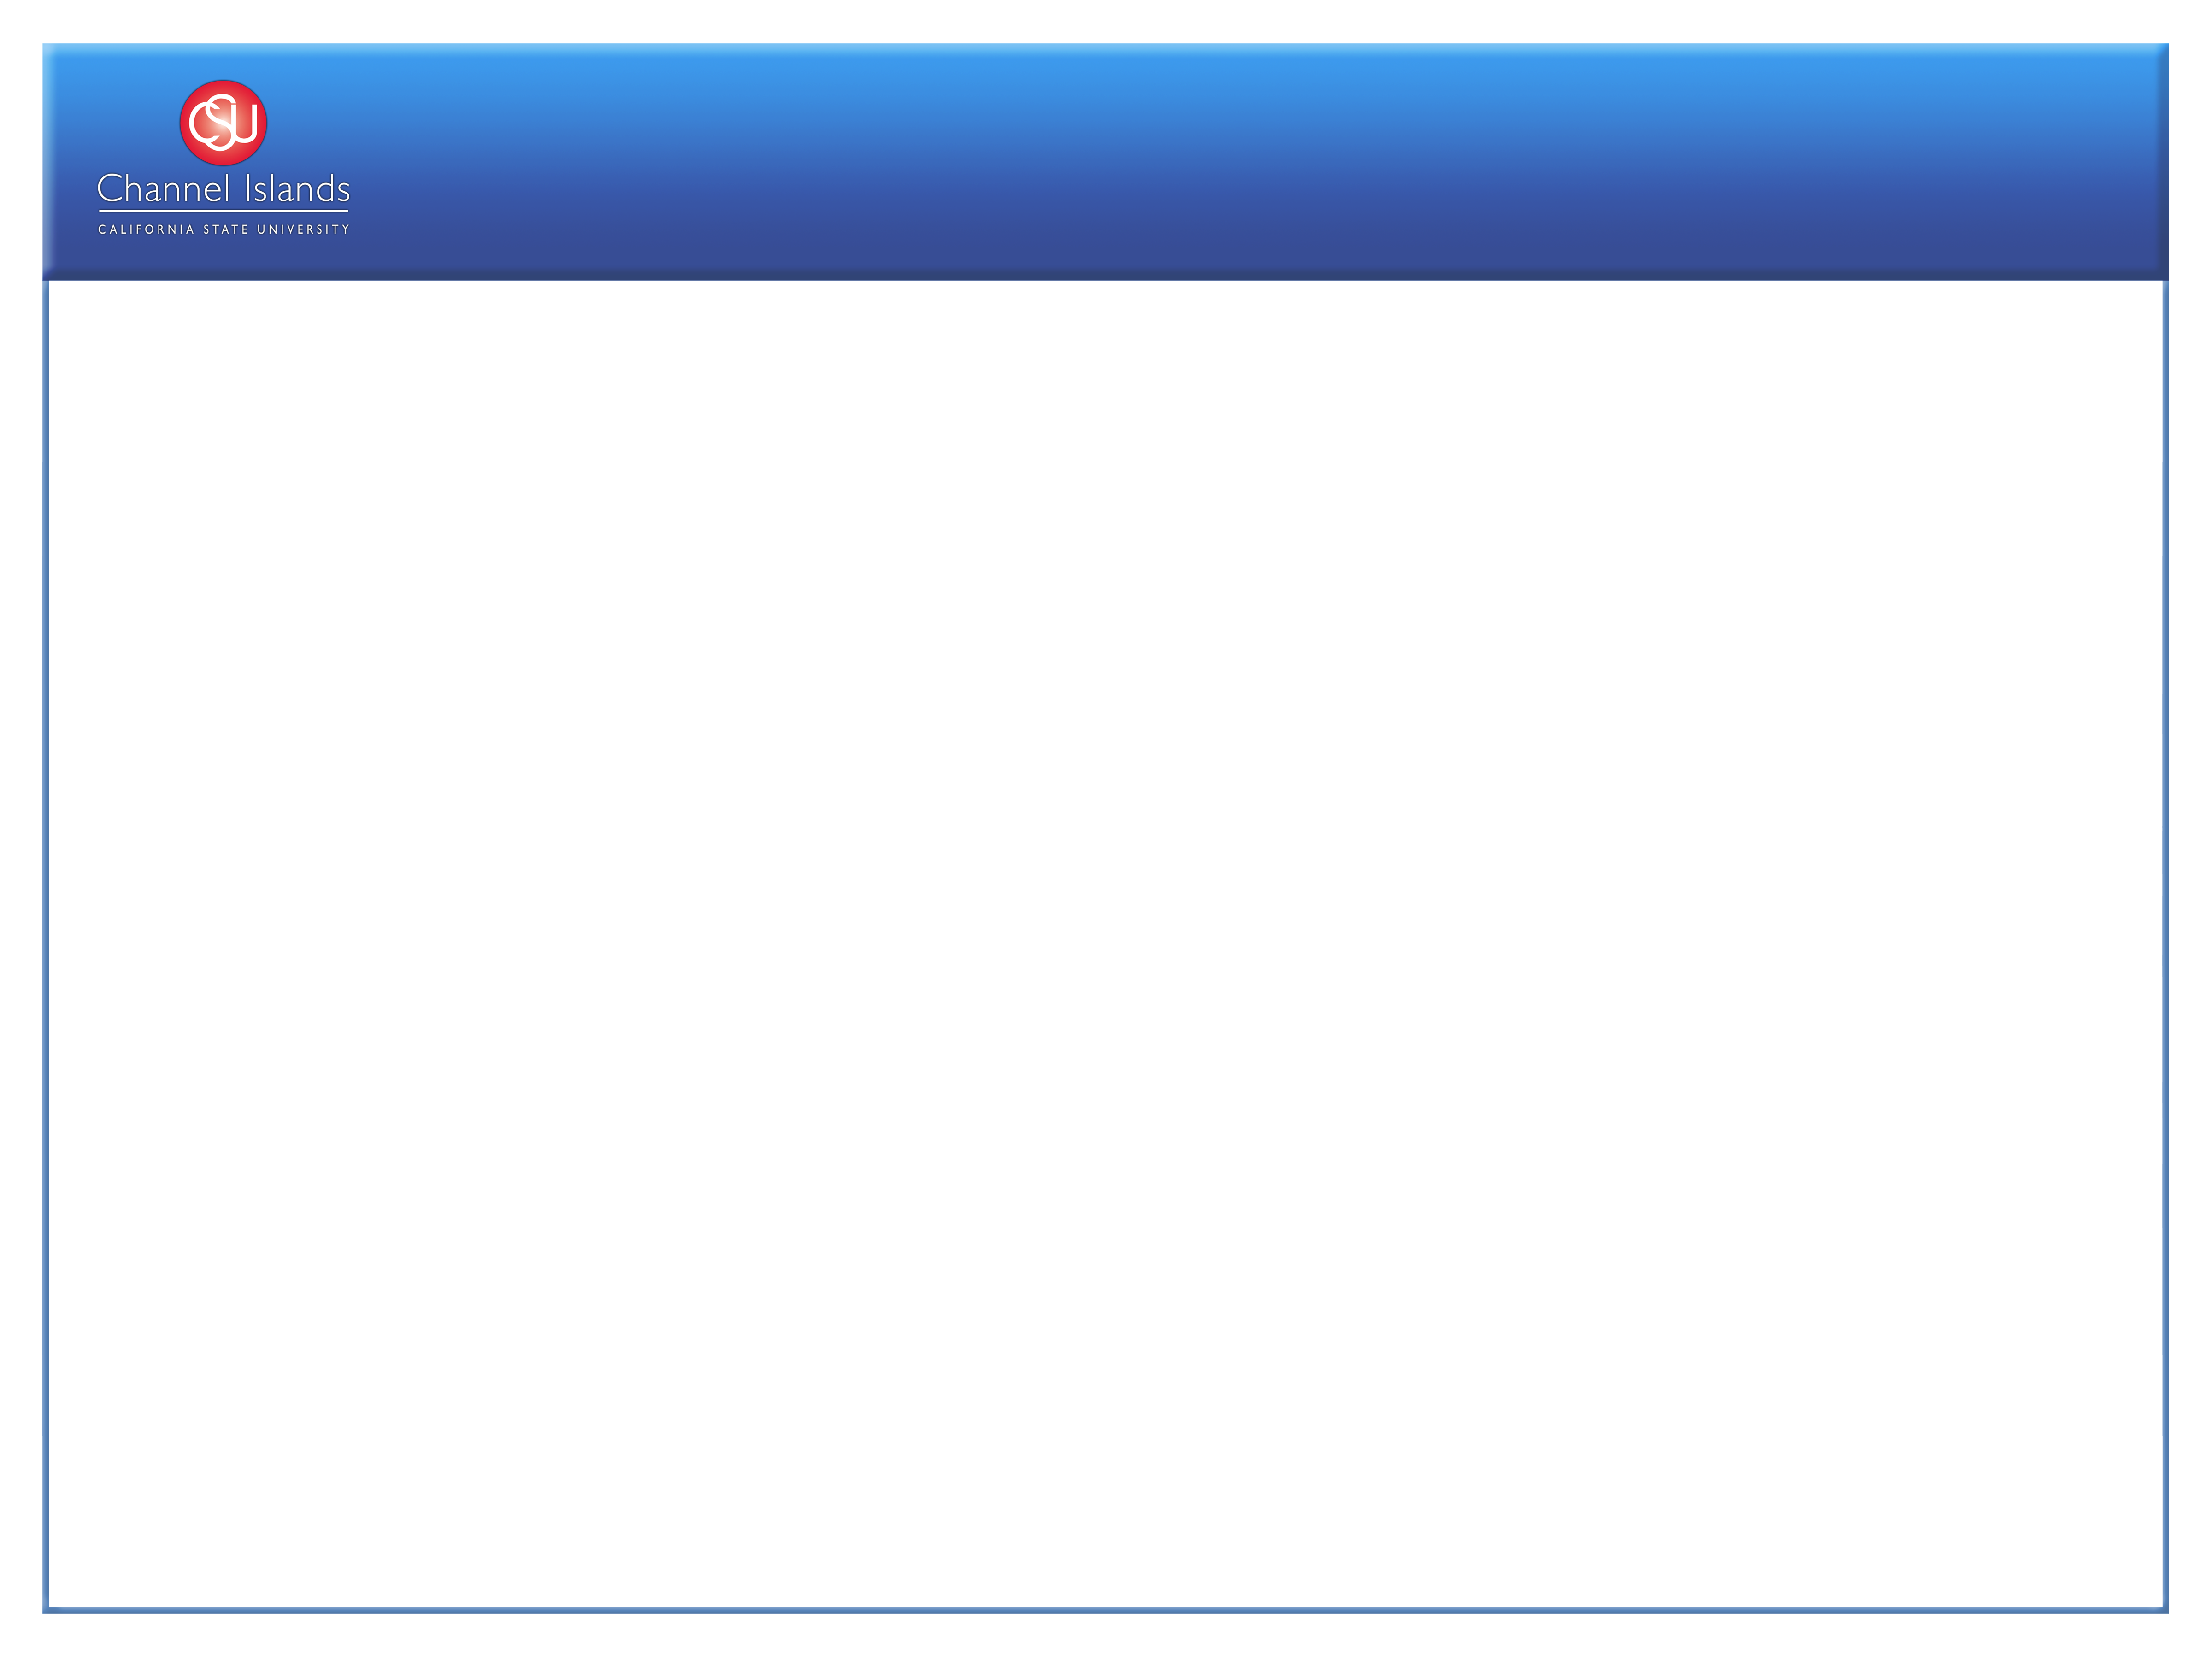 CSU
Channel Islands
CALIFORNIA STATE UNIVERSITY